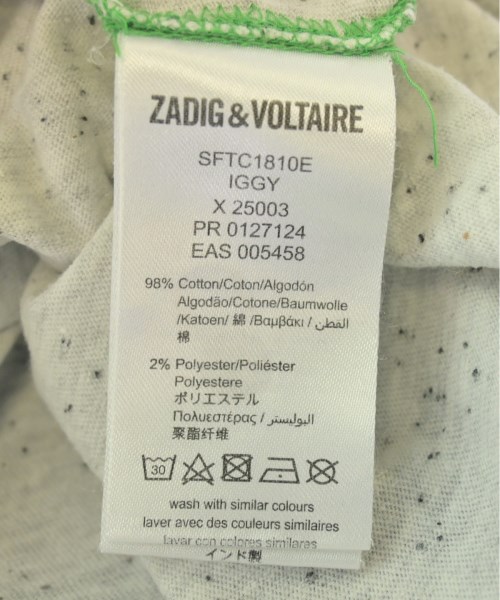 ZADIG&VOLTAIRE
SFTC1810E
IGGY
X 25003
PR 0127124
EAS 005458
98% Cotton/Coton/Algodón
Algodão/Cotone/Baumwolle
/Katoen/ 綿 /Βαμβάκι / القطن
棉
2% Polyester/Poliéster
Polyestere
ポリエステル
Πολυεστέρας / البوليستر
聚酯纤维
30
wash with similar colours
laver avec des couleurs similaires
lavar con colores similares
インド製